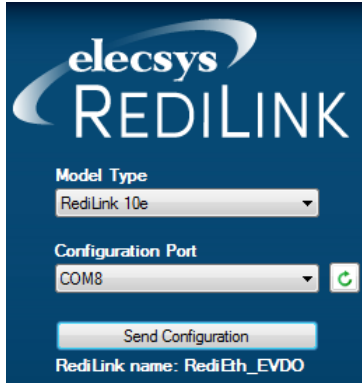 elecsys
REDILINK
Model Type
RediLink 10e
Configuration Port
COM8
Send Configuration
RediLink name: RediEth_EVDO